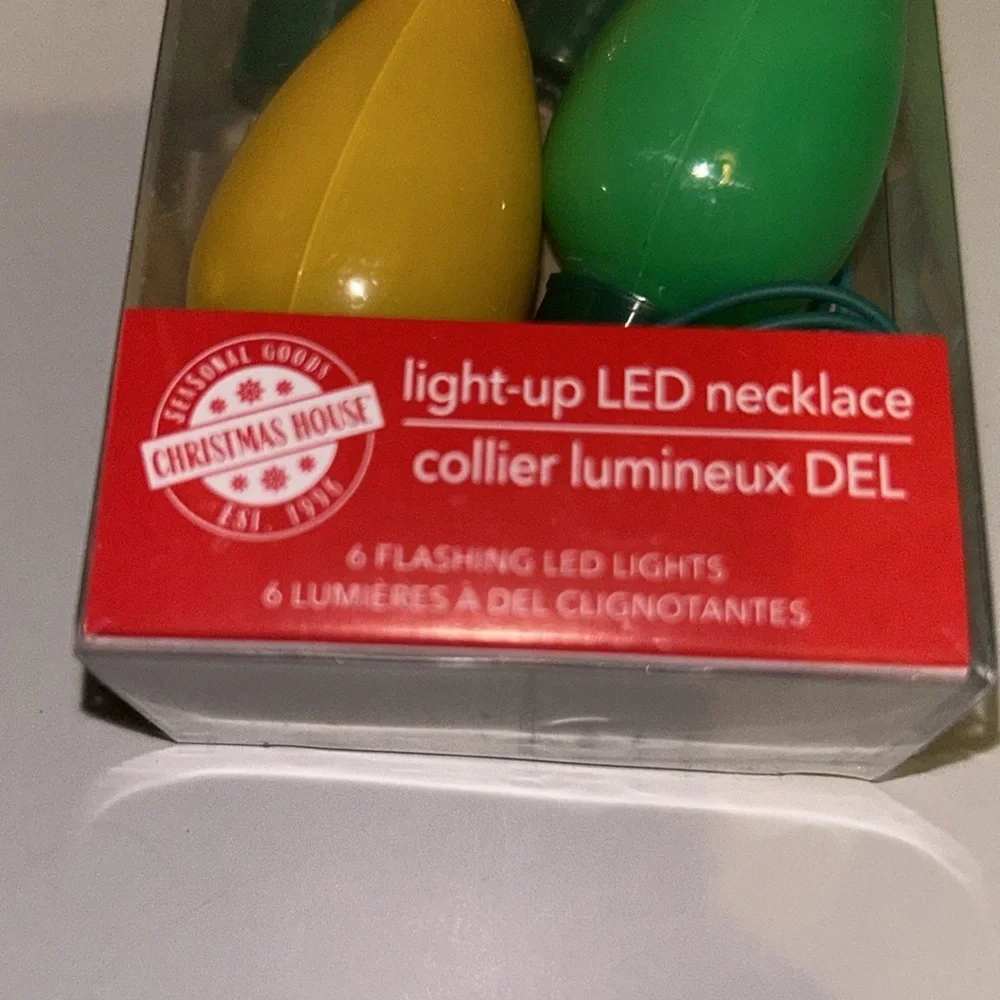 SEASONAL GOODS
CHRISTMAS HOUSE
EST. 1996
light-up LED necklace
collier lumineux DEL
6 FLASHING LED LIGHTS
6 LUMIÈRES À DEL CLIGNOTANTES